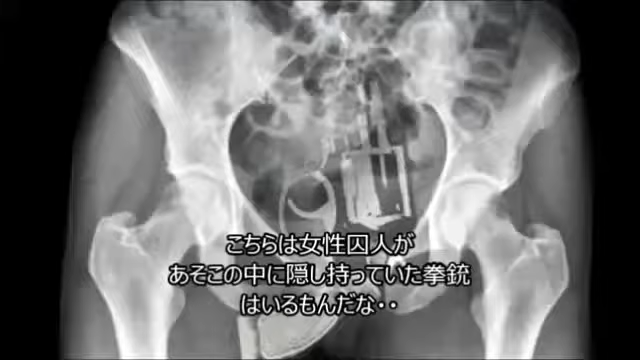 こちらは女性囚人が
あそこの中に隠し持っていた拳銃
はいるもんだな・・